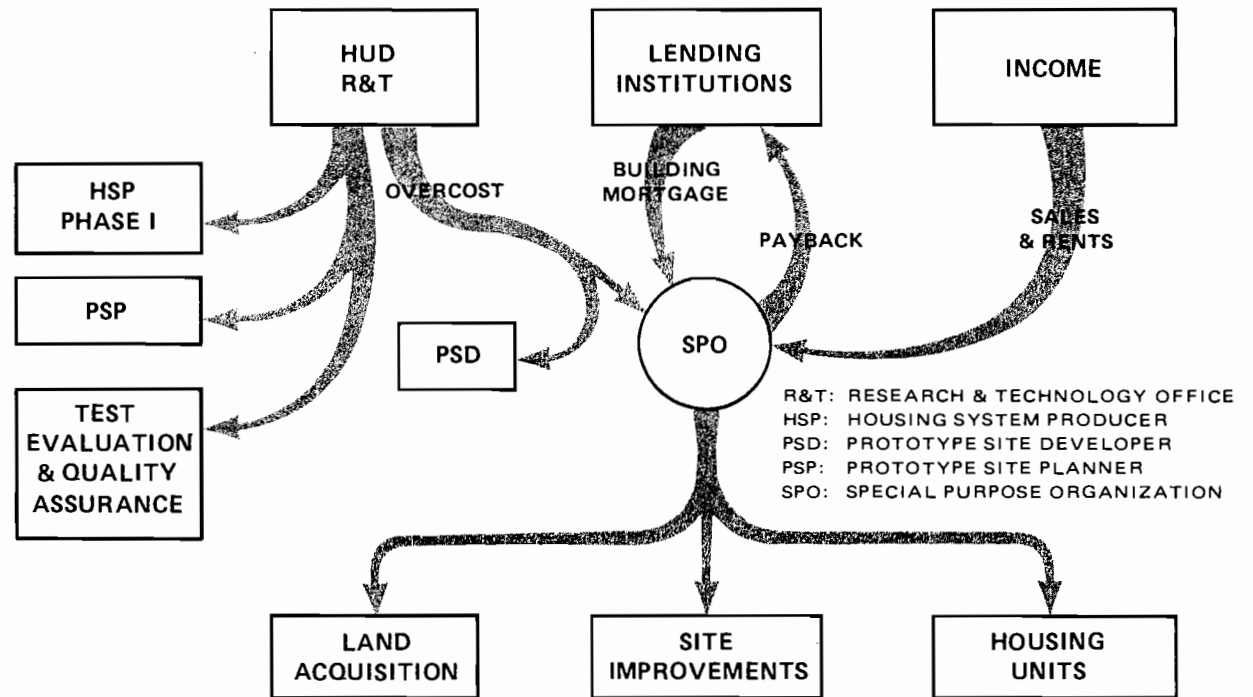 HUD
R&T
LENDING
INSTITUTIONS
INCOME
HSP
PHASE I
OVERCOST
BUILDING
MORTGAGE
PAYBACK
SALES
& RENTS
PSP
PSD
SPO
TEST
EVALUATION
& QUALITY
ASSURANCE
R&T: RESEARCH & TECHNOLOGY OFFICE
HSP: HOUSING SYSTEM PRODUCER
PSD: PROTOTYPE SITE DEVELOPER
PSP: PROTOTYPE SITE PLANNER
SPO: SPECIAL PURPOSE ORGANIZATION
LAND
ACQUISITION
SITE
IMPROVEMENTS
HOUSING
UNITS